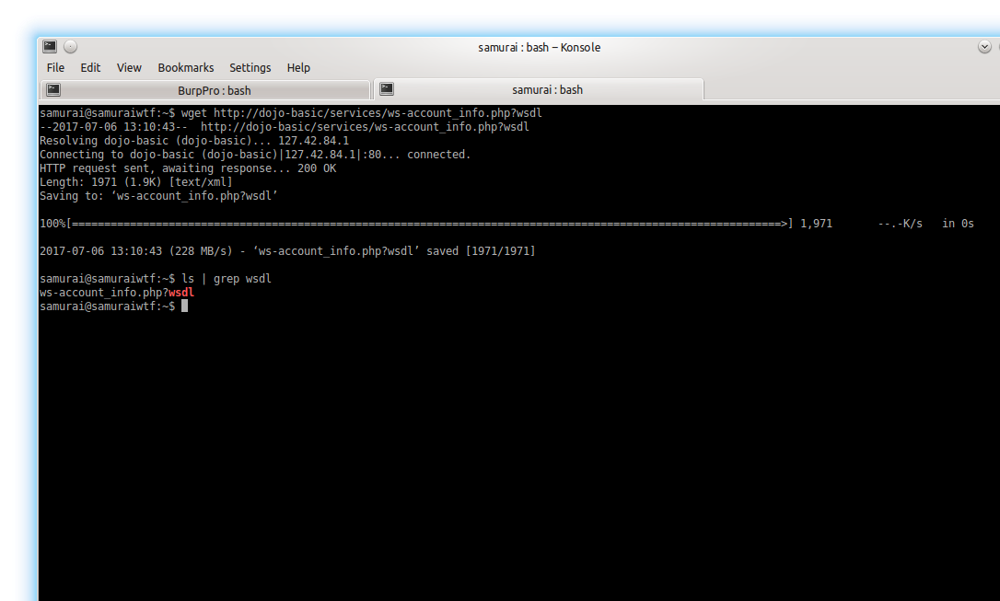 samurai : bash – Konsole
File Edit View Bookmarks Settings Help
BurpPro : bash samurai : bash
samurai@samuraiwtf:~$ wget http://dojo-basic/services/ws-account_info.php?wsdl
--2017-07-06 13:10:43--  http://dojo-basic/services/ws-account_info.php?wsdl
Resolving dojo-basic (dojo-basic)... 127.42.84.1
Connecting to dojo-basic (dojo-basic)|127.42.84.1|:80... connected.
HTTP request sent, awaiting response... 200 OK
Length: 1971 (1.9K) [text/xml]
Saving to: ‘ws-account_info.php?wsdl’
100%[==============================================================================================================>] 1,971       --.-K/s   in 0s
2017-07-06 13:10:43 (228 MB/s) - ‘ws-account_info.php?wsdl’ saved [1971/1971]
samurai@samuraiwtf:~$ ls | grep wsdl
ws-account_info.php?wsdl
samurai@samuraiwtf:~$